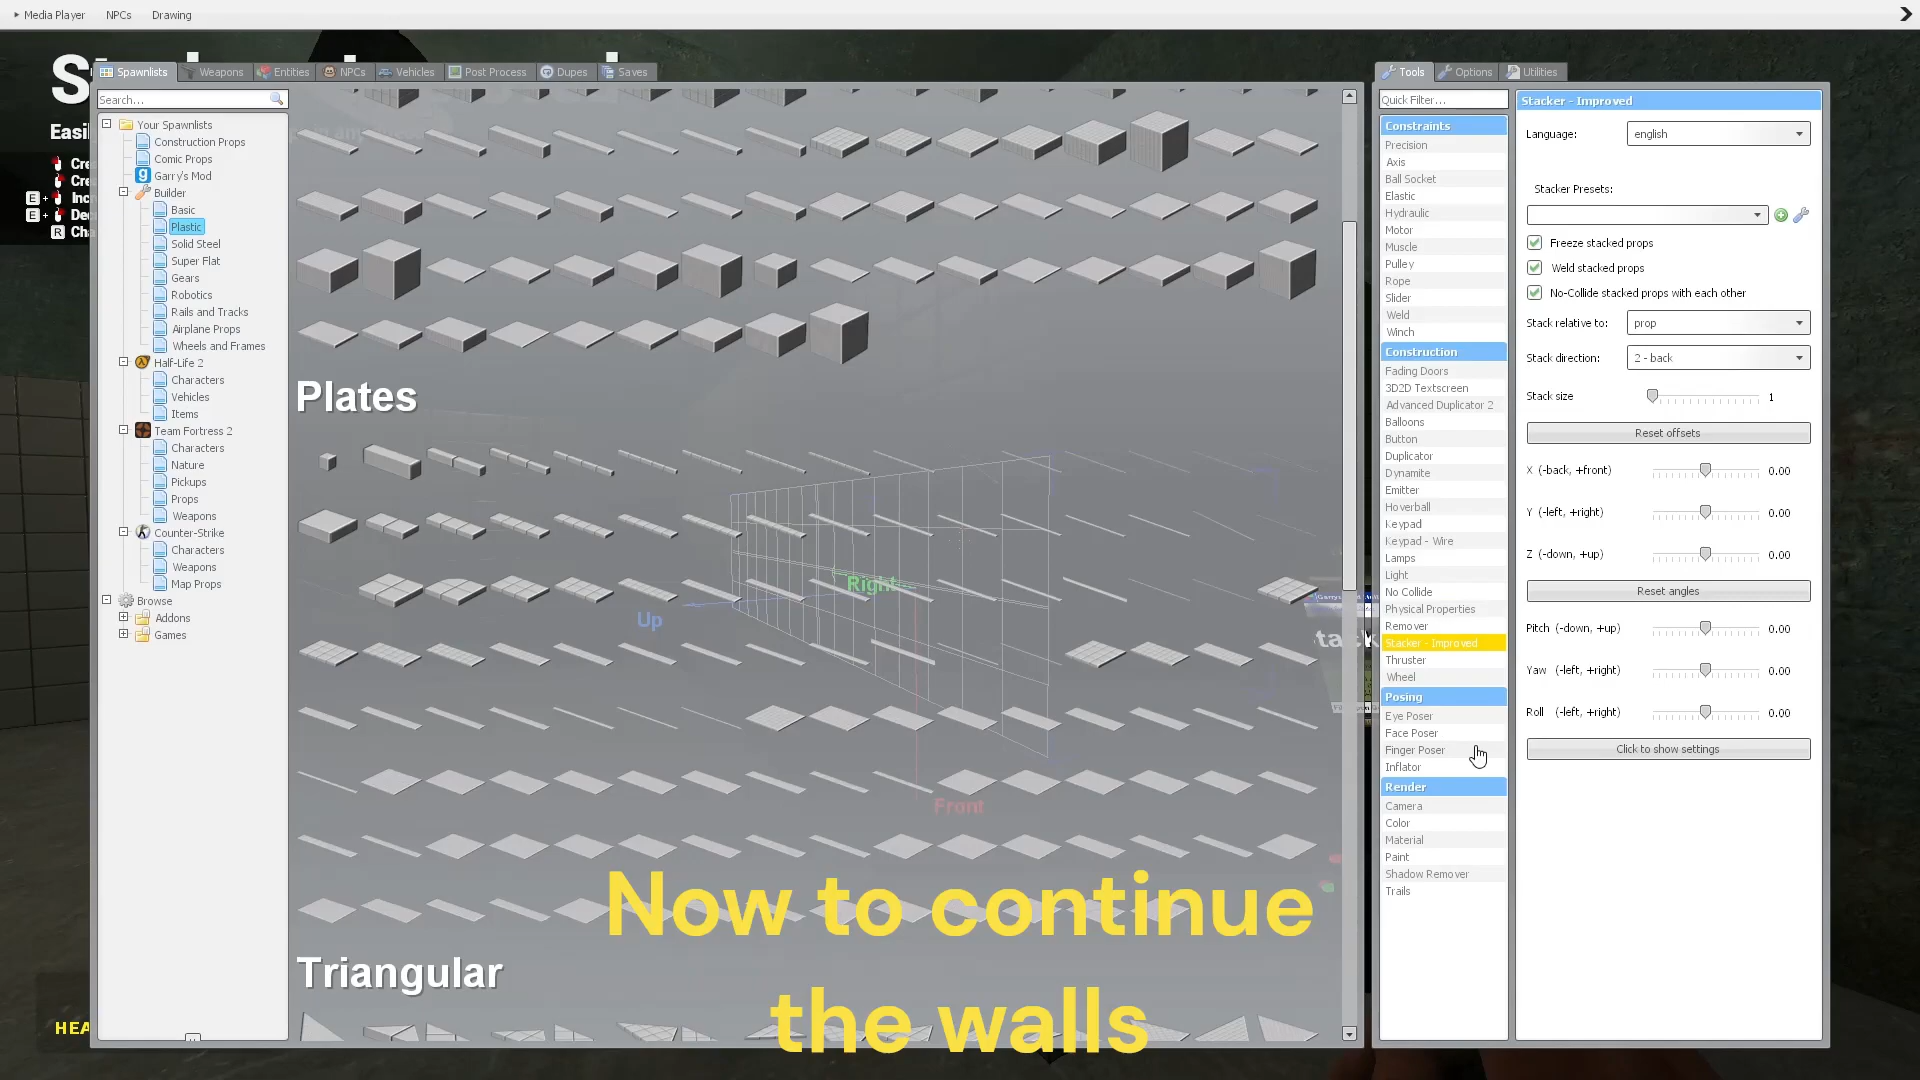 Media Player
NPCs
Drawing
Spawnlists
Weapons
Entities
NPCs
Vehicles
Post Process
Dupes
Saves
Tools
Options
Utilities
Easil
Cre
Cre
E + Inc
E + Dec
R Cha
HEA
Search...
Your Spawnlists
Construction Props
Comic Props
Garry's Mod
Builder
Basic
Plastic
Solid Steel
Super Flat
Gears
Robotics
Rails and Tracks
Airplane Props
Wheels and Frames
Half-Life 2
Characters
Vehicles
Items
Team Fortress 2
Characters
Nature
Pickups
Props
Weapons
Counter-Strike
Characters
Weapons
Map Props
Browse
Addons
Games
Plates
Right
Up
Front
Triangular
Now to continue
the walls
Quick Filter...
Constraints
Precision
Axis
Ball Socket
Elastic
Hydraulic
Motor
Muscle
Pulley
Rope
Slider
Weld
Winch
Construction
Fading Doors
3D2D Textscreen
Advanced Duplicator 2
Balloons
Button
Duplicator
Dynamite
Emitter
Hoverball
Keypad
Keypad - Wire
Lamps
Light
No Collide
Physical Properties
Remover
Stacker - Improved
Thruster
Wheel
Posing
Eye Poser
Face Poser
Finger Poser
Inflator
Render
Camera
Color
Material
Paint
Shadow Remover
Trails
Stacker - Improved
Language: english
Stacker Presets:
Freeze stacked props
Weld stacked props
No-Collide stacked props with each other
Stack relative to: prop
Stack direction: 2 - back
Stack size 1
Reset offsets
X (-back, +front) 0.00
Y (-left, +right) 0.00
Z (-down, +up) 0.00
Reset angles
Pitch (-down, +up) 0.00
Yaw (-left, +right) 0.00
Roll (-left, +right) 0.00
Click to show settings